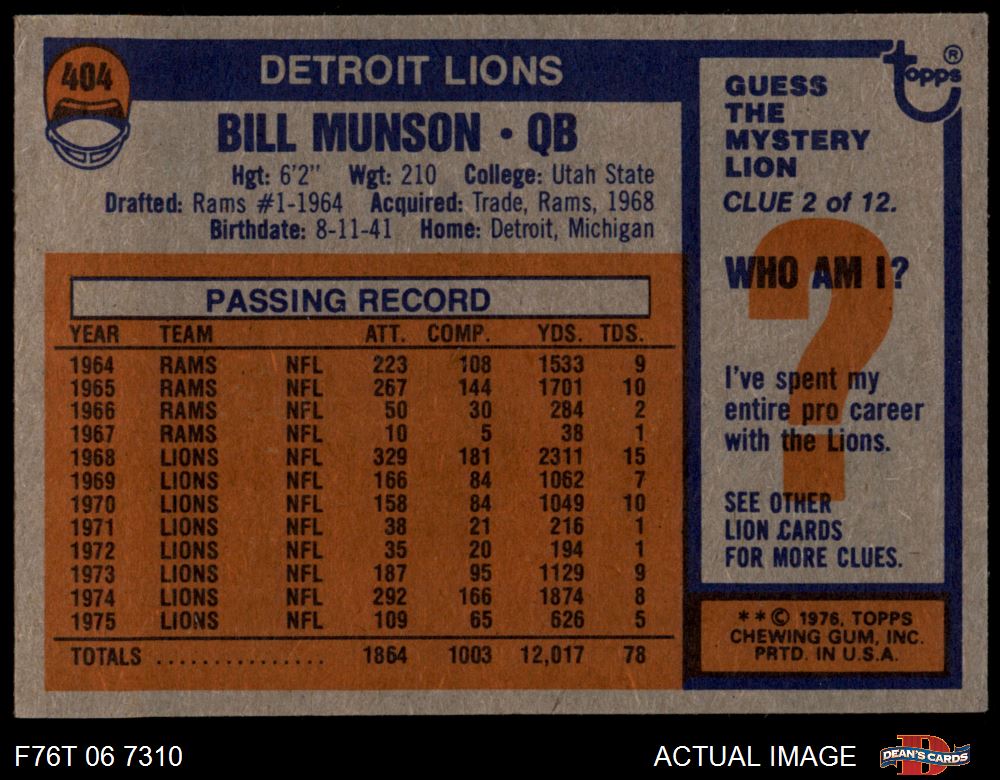 404
DETROIT LIONS
BILL MUNSON • QB
Hgt: 6'2" Wgt: 210 College: Utah State
Drafted: Rams #1-1964 Acquired: Trade, Rams, 1968
Birthdate: 8-11-41 Home: Detroit, Michigan
PASSING RECORD
YEAR TEAM ATT. COMP. YDS. TDS.
1964 RAMS NFL 223 108 1533 9
1965 RAMS NFL 267 144 1701 10
1966 RAMS NFL 50 30 284 2
1967 RAMS NFL 10 5 38 1
1968 LIONS NFL 329 181 2311 15
1969 LIONS NFL 166 84 1062 7
1970 LIONS NFL 158 84 1049 10
1971 LIONS NFL 38 21 216 1
1972 LIONS NFL 35 20 194 1
1973 LIONS NFL 187 95 1129 9
1974 LIONS NFL 292 166 1874 8
1975 LIONS NFL 109 65 626 5
TOTALS ................ 1864 1003 12,017 78
topps ®
GUESS
THE
MYSTERY
LION
CLUE 2 of 12.
WHO AM I?
?
I've spent my
entire pro career
with the Lions.
SEE OTHER
LION CARDS
FOR MORE CLUES.
* * © 1976, TOPPS
CHEWING GUM, INC.
PRTD. IN U.S.A.
F76T 06 7310
ACTUAL IMAGE
D
DEAN'S CARDS